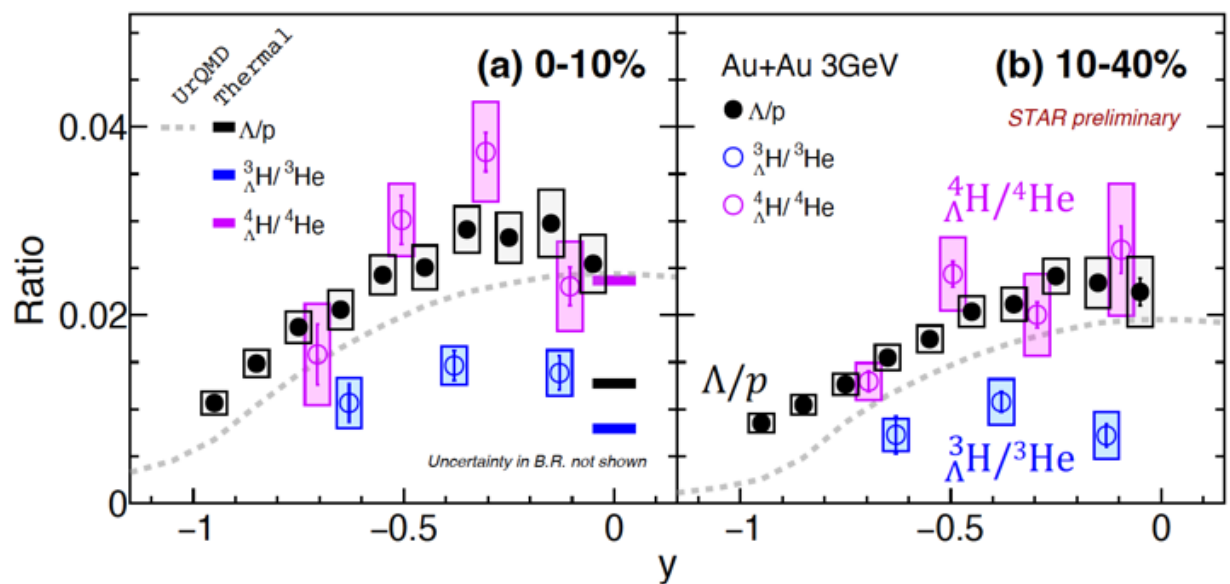 UrQMD
Thermal
(a) 0-10%
Λ/p
³ΛH/ ³He
⁴ΛH/ ⁴He
Uncertainty in B.R. not shown
Au+Au 3GeV
(b) 10-40%
STAR preliminary
Λ/p
³ΛH/ ³He
⁴ΛH/ ⁴He
⁴ΛH/⁴He
Λ/p
³ΛH/³He
Ratio
0.04
0.02
0
−1
−0.5
0
−1
−0.5
0
y